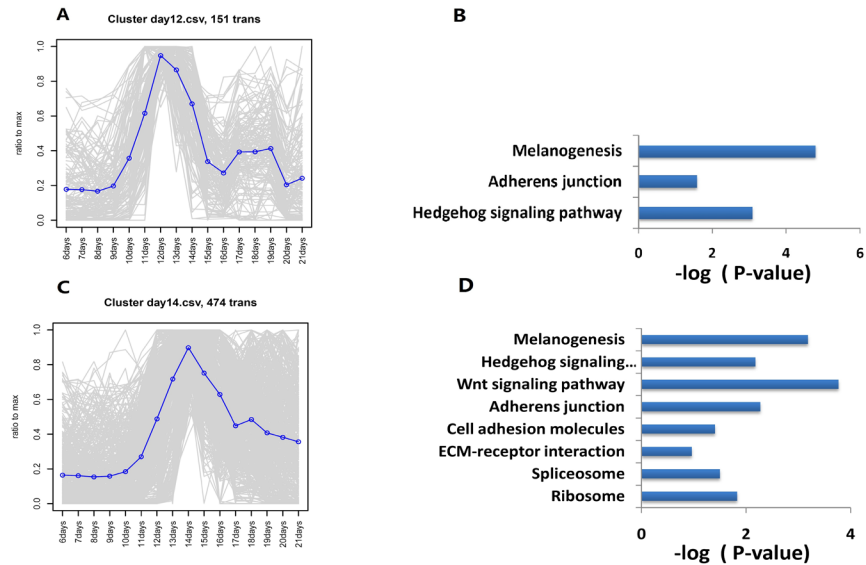 A
Cluster day12.csv, 151 trans
ratio to max
1.0
0.8
0.6
0.4
0.2
0.0
6days 7days 8days 9days 10days 11days 12days 13days 14days 15days 16days 17days 18days 19days 20days 21days
B
Melanogenesis
Adherens junction
Hedgehog signaling pathway
0 2 4 6
-log ( P-value)
C
Cluster day14.csv, 474 trans
ratio to max
1.0
0.8
0.6
0.4
0.2
0.0
6days 7days 8days 9days 10days 11days 12days 13days 14days 15days 16days 17days 18days 19days 20days 21days
D
Melanogenesis
Hedgehog signaling...
Wnt signaling pathway
Adherens junction
Cell adhesion molecules
ECM-receptor interaction
Spliceosome
Ribosome
0 2 4
-log ( P-value)